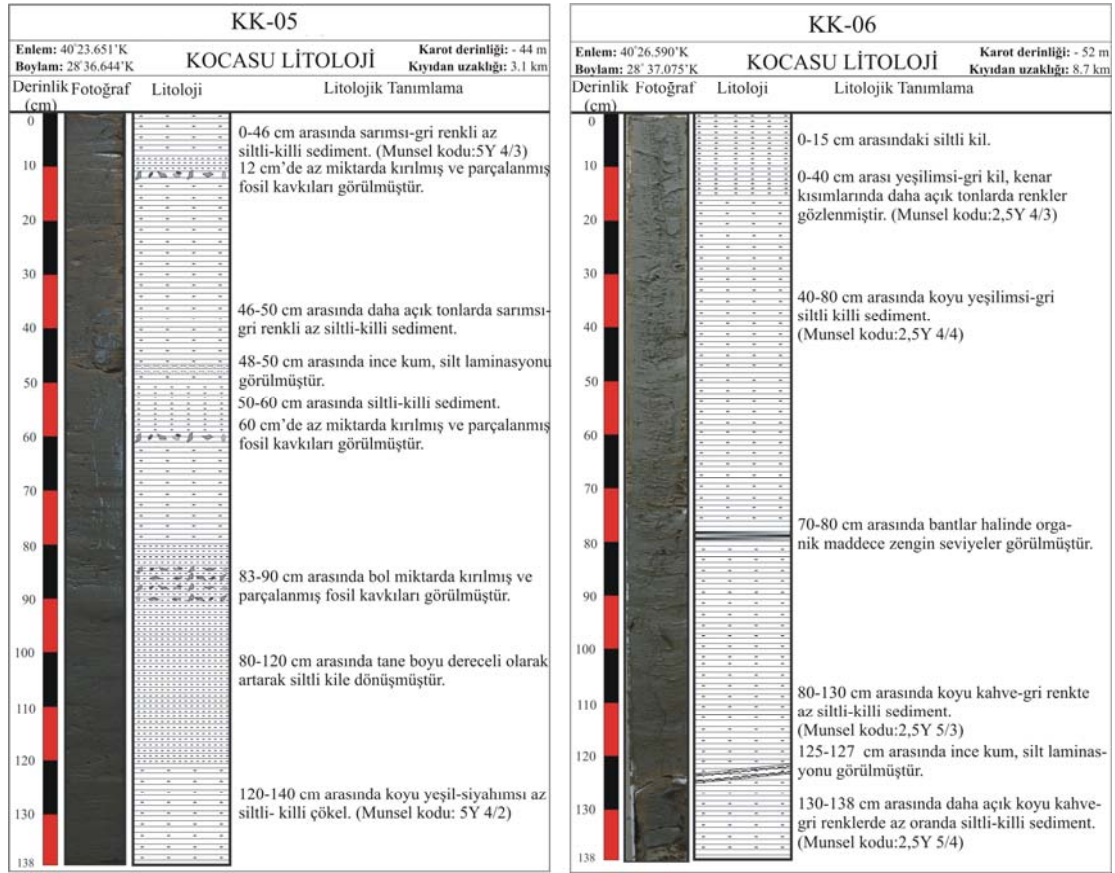 KK-05
Enlem: 40°23.651’K
Boylam: 28°36.644’K
KOCASU LİTOLOJİ
Karot derinliği: - 44 m
Kıyıdan uzaklığı: 3.1 km
Derinlik Fotoğraf Litoloji Litolojik Tanımlama
(cm)
0
10
20
30
40
50
60
70
80
90
100
110
120
130
138
0-46 cm arasında sarımsı-gri renkli az
siltli-killi sediment. (Munsel kodu:5Y 4/3)
12 cm’de az miktarda kırılmış ve parçalanmış
fosil kavkıları görülmüştür.
46-50 cm arasında daha açık tonlarda sarımsı-
gri renkli az siltli-killi sediment.
48-50 cm arasında ince kum, silt laminasyonu
görülmüştür.
50-60 cm arasında siltli-killi sediment.
60 cm’de az miktarda kırılmış ve parçalanmış
fosil kavkıları görülmüştür.
83-90 cm arasında bol miktarda kırılmış ve
parçalanmış fosil kavkıları görülmüştür.
80-120 cm arasında tane boyu dereceli olarak
artarak siltli kile dönüşmüştür.
120-140 cm arasında koyu yeşil-siyahımsı az
siltli- killi çökel. (Munsel kodu: 5Y 4/2)
KK-06
Enlem: 40°26.590’K
Boylam: 28° 37.075’K
KOCASU LİTOLOJİ
Karot derinliği: - 52 m
Kıyıdan uzaklığı: 8.7 km
Derinlik Fotoğraf Litoloji Litolojik Tanımlama
(cm)
0
10
20
30
40
50
60
70
80
90
100
110
120
130
138
0-15 cm arasındaki siltli kil.
0-40 cm arası yeşilimsi-gri kil, kenar
kısımlarında daha açık tonlarda renkler
gözlenmiştir. (Munsel kodu:2,5Y 4/3)
40-80 cm arasında koyu yeşilimsi-gri
siltli killi sediment.
(Munsel kodu:2,5Y 4/4)
70-80 cm arasında bantlar halinde orga-
nik maddece zengin seviyeler görülmüştür.
80-130 cm arasında koyu kahve-gri renkte
az siltli-killi sediment.
(Munsel kodu:2,5Y 5/3)
125-127 cm arasında ince kum, silt laminas-
yonu görülmüştür.
130-138 cm arasında daha açık koyu kahve-
gri renklerde az oranda siltli-killi sediment.
(Munsel kodu:2,5Y 5/4)